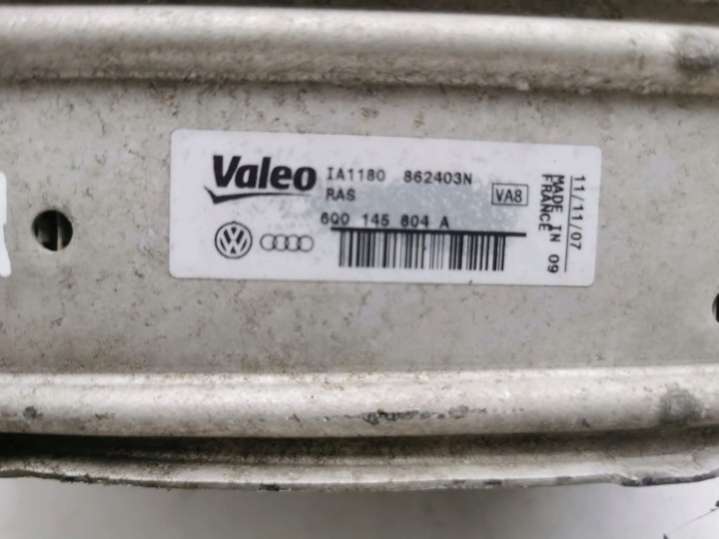 Valeo
IA1180 862403N
RAS
VA8
6Q0 145 804 A
11/11/07
MADE IN 09
FRANCE